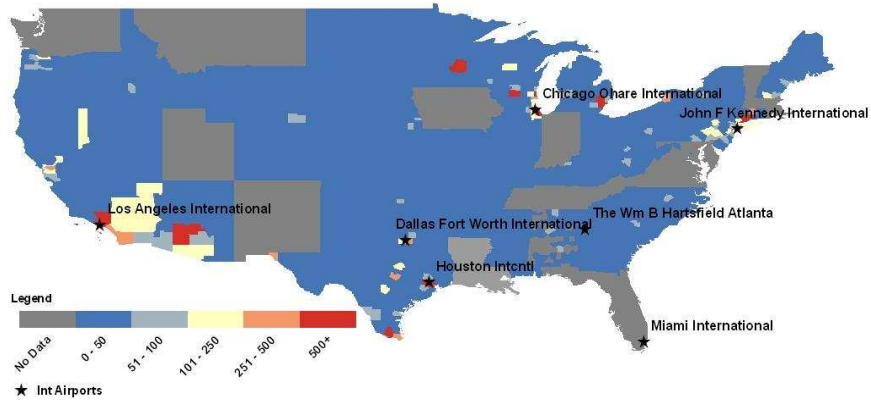 Chicago Ohare International
John F Kennedy International
Los Angeles International
The Wm B Hartsfield Atlanta
Dallas Fort Worth International
Houston Intcntl
Legend
Miami International
No Data
0 - 50
51 - 100
101 - 250
251 - 500
500+
Int Airports